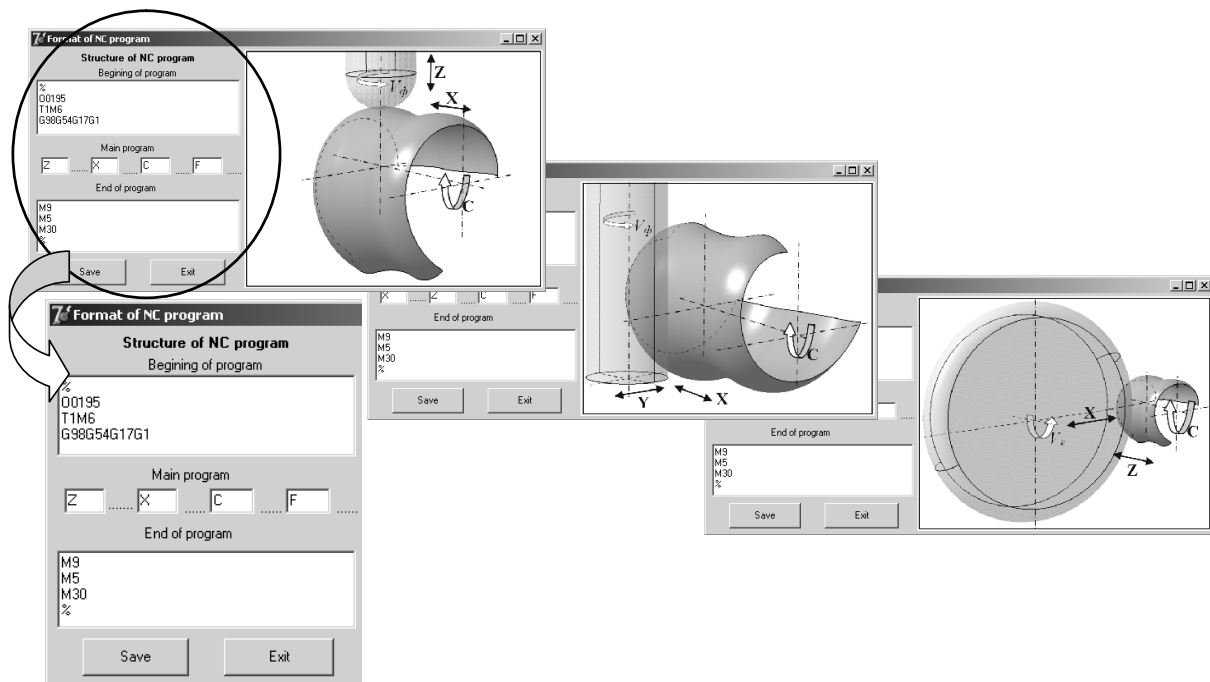 Format of NC program
Structure of NC program
Begining of program
%
O0195
T1M6
G98G54G17G1
Main program
Z ..... X .... C .... F ....
End of program
M9
M5
M30
%
Save Exit
Z
V ф
X
C
X ..... Z .... C .... F ....
End of program
M9
M5
M30
%
Save Exit
V ф
C
Y
X
End of program
M9
M5
M30
%
Save Exit
X
C
Z
Format of NC program
Structure of NC program
Begining of program
%
O0195
T1M6
G98G54G17G1
Main program
Z ...... X ..... C ..... F .....
End of program
M9
M5
M30
%
Save Exit